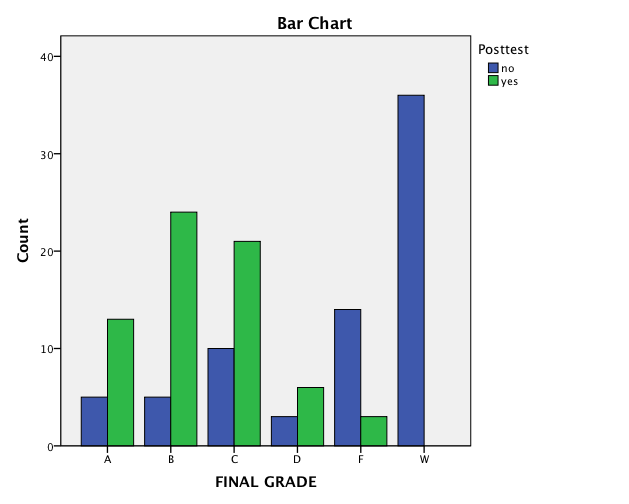 Bar Chart
Posttest
no
yes
Count
40
30
20
10
0
A B C D F W
FINAL GRADE